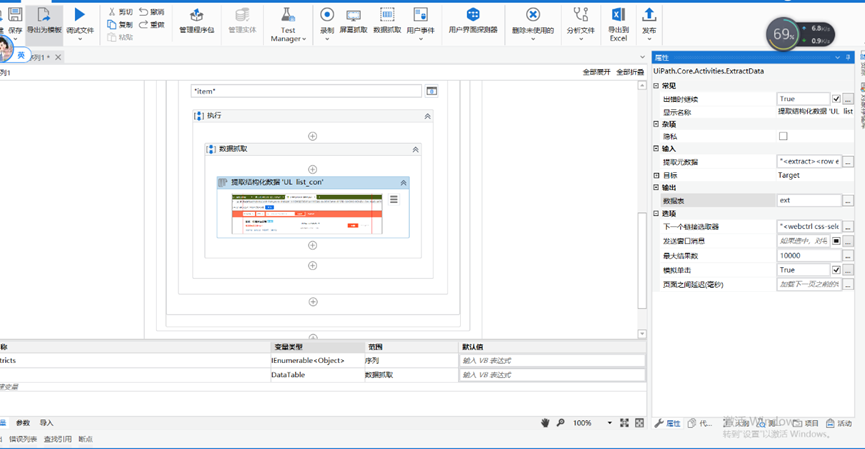 保存 导出为模板 调试文件
剪切 撤消
复制 重做
粘贴
管理程序包 管理实体 Test Manager 录制 屏幕抓取 数据抓取 用户事件 用户界面探测器 删除未使用的 分析文件 导出到 Excel 发布
69% 6.8K/s
0.9K/s
英 序列1 *
列1 全部展开 全部折叠
"item"
执行
数据抓取
提取结构化数据 'UL list_con'
属性
UiPath.Core.Activities.ExtractData
常见
出错时继续 True
显示名称 提取结构化数据 'UL list
杂项
隐私
输入
提取元数据 "<extract><row e
目标 Target
输出
数据表 ext
选项
下一个链接选取器 "<webctrl css-sele
发送窗口消息 如果选中，对每
最大结果数 10000
模拟单击 True
页面之间延迟(毫秒) 加载下一页之前的
称 变量类型 范围 默认值
tricts IEnumerable<Object> 序列 输入 VB 表达式
DataTable 数据抓取 输入 VB 表达式
建变量
参数 导入 100%
属性 代... 项目 活动
错误列表 查找引用 断点
激活 Windows
转到"设置"以激活 Windows。